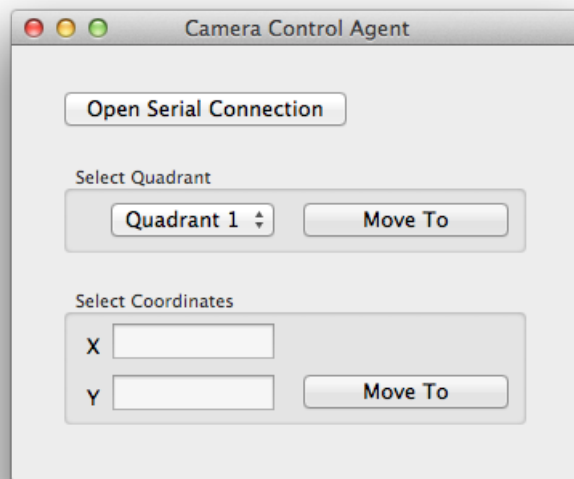 Camera Control Agent
Open Serial Connection
Select Quadrant
Quadrant 1 Move To
Select Coordinates
X
Y Move To